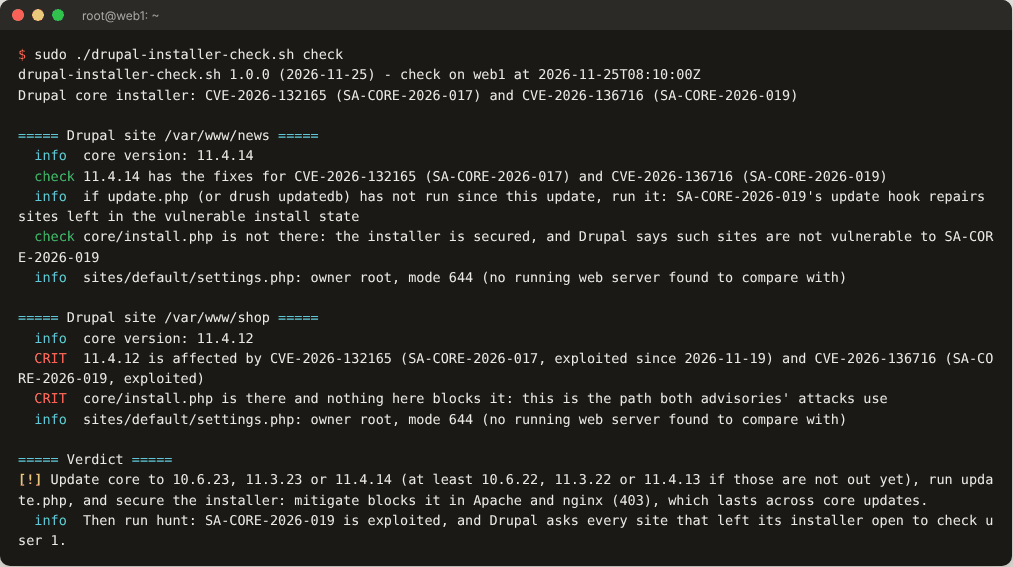 root@web1: ~
$ sudo ./drupal-installer-check.sh check
drupal-installer-check.sh 1.0.0 (2026-11-25) - check on web1 at 2026-11-25T08:10:00Z
Drupal core installer: CVE-2026-132165 (SA-CORE-2026-017) and CVE-2026-136716 (SA-CORE-2026-019)
===== Drupal site /var/www/news =====
info  core version: 11.4.14
check 11.4.14 has the fixes for CVE-2026-132165 (SA-CORE-2026-017) and CVE-2026-136716 (SA-CORE-2026-019)
info  if update.php (or drush updatedb) has not run since this update, run it: SA-CORE-2026-019's update hook repairs
sites left in the vulnerable install state
check core/install.php is not there: the installer is secured, and Drupal says such sites are not vulnerable to SA-COR
E-2026-019
info  sites/default/settings.php: owner root, mode 644 (no running web server found to compare with)
===== Drupal site /var/www/shop =====
info  core version: 11.4.12
CRIT  11.4.12 is affected by CVE-2026-132165 (SA-CORE-2026-017, exploited since 2026-11-19) and CVE-2026-136716 (SA-CO
RE-2026-019, exploited)
CRIT  core/install.php is there and nothing here blocks it: this is the path both advisories' attacks use
info  sites/default/settings.php: owner root, mode 644 (no running web server found to compare with)
===== Verdict =====
[!] Update core to 10.6.23, 11.3.23 or 11.4.14 (at least 10.6.22, 11.3.22 or 11.4.13 if those are not out yet), run upda
te.php, and secure the installer: mitigate blocks it in Apache and nginx (403), which lasts across core updates.
info  Then run hunt: SA-CORE-2026-019 is exploited, and Drupal asks every site that left its installer open to check u
ser 1.